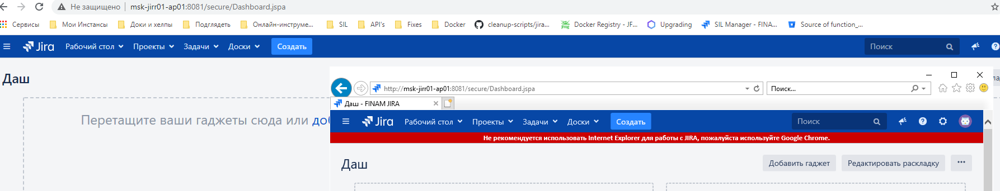 Не защищено msk-jirr01-ap01:8081/secure/Dashboard.jspa
Сервисы Мои Инстансы Доки и хелпы Подглядеть Онлайн-инструме... SIL API's Fixes Docker cleanup-scripts/jira... Docker Registry - JF... Upgrading SIL Manager - FINA... Source of function_...
Jira Рабочий стол Проекты Задачи Доски Создать Поиск
Даш
Перетащите ваши гаджеты сюда или
http://msk-jirr01-ap01:8081/secure/Dashboard.jspa Поиск...
Даш - FINAM JIRA
Jira Рабочий стол Проекты Задачи Доски Создать Поиск
Не рекомендуется использовать Internet Explorer для работы с JIRA, пожалуйста используйте Google Chrome.
Даш Добавить гаджет Редактировать раскладку ···